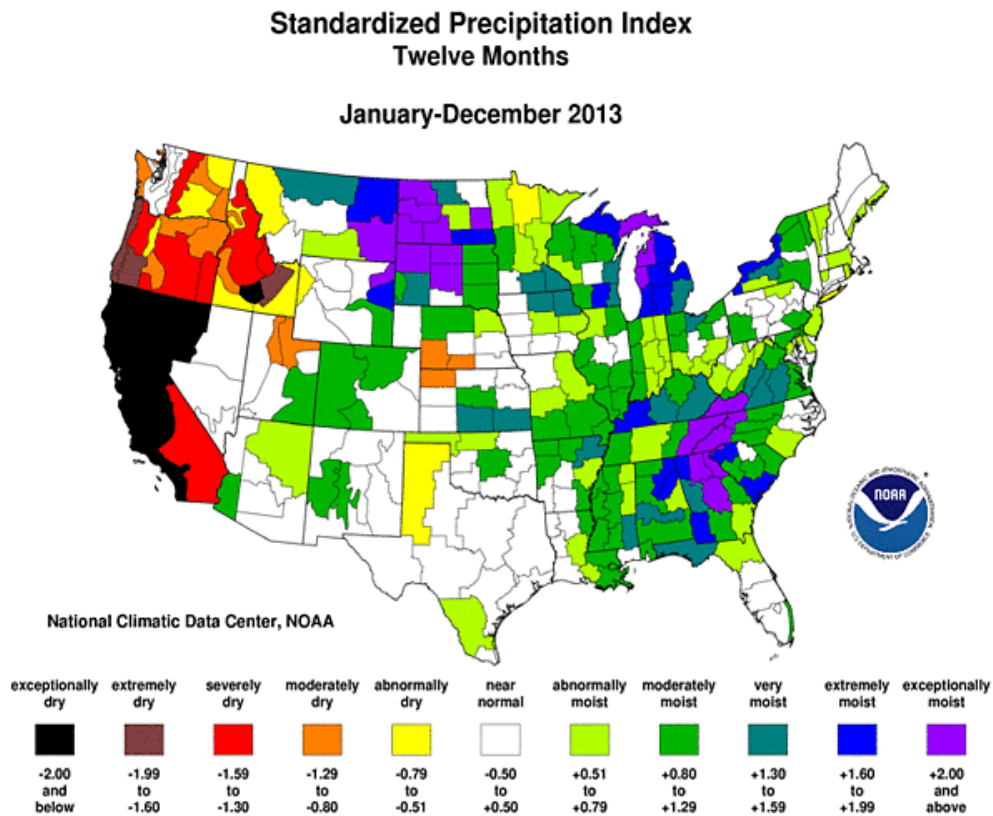 Standardized Precipitation Index
Twelve Months
January-December 2013
NOAA
National Climatic Data Center, NOAA
exceptionally dry
extremely dry
severely dry
moderately dry
abnormally dry
near normal
abnormally moist
moderately moist
very moist
extremely moist
exceptionally moist
-2.00 and below
-1.99 to -1.60
-1.59 to -1.30
-1.29 to -0.80
-0.79 to -0.51
-0.50 to +0.50
+0.51 to +0.79
+0.80 to +1.29
+1.30 to +1.59
+1.60 to +1.99
+2.00 and above